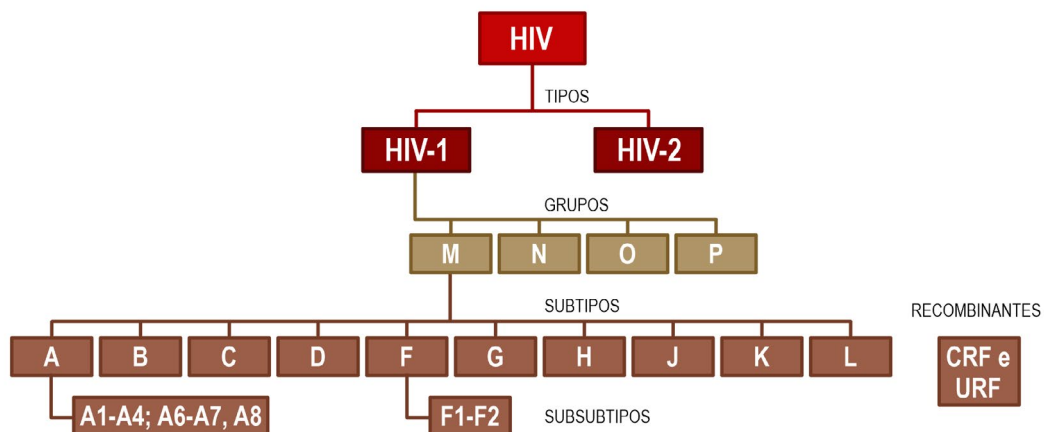 HIV
TIPOS
HIV-1
HIV-2
GRUPOS
M
N
O
P
SUBTIPOS
RECOMBINANTES
A
B
C
D
F
G
H
J
K
L
CRF e
URF
A1-A4; A6-A7, A8
F1-F2
SUBSUBTIPOS